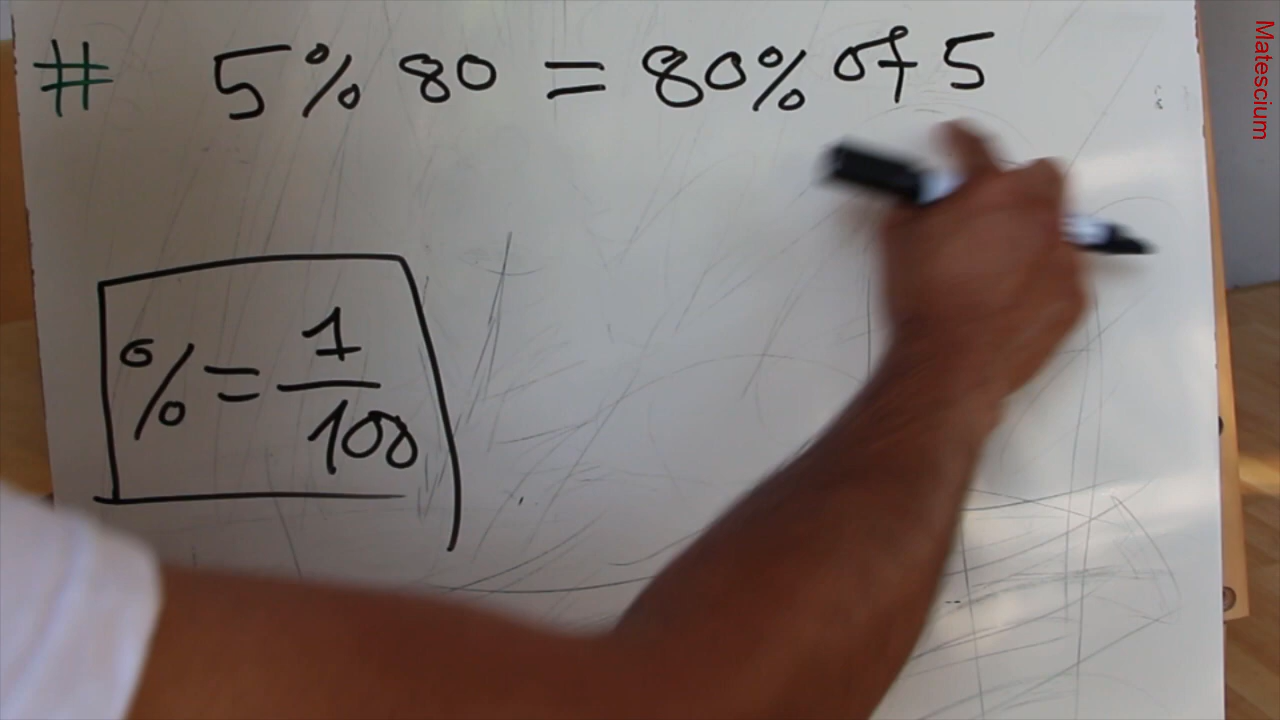 # 5% 80 = 80% of 5
% = 1/100
Matescium